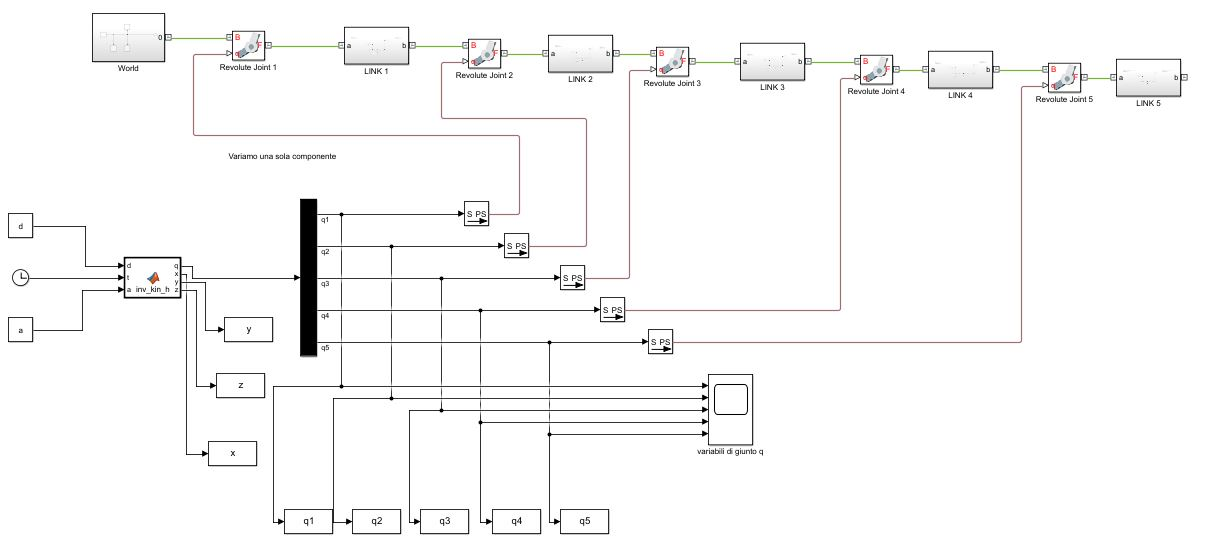 World
0
B
F
q
Revolute Joint 1
a
b
LINK 1
B
F
q
Revolute Joint 2
a
b
LINK 2
B
F
q
Revolute Joint 3
a
b
LINK 3
B
F
q
Revolute Joint 4
a
b
LINK 4
B
F
q
Revolute Joint 5
a
b
LINK 5
Variamo una sola componente
d
a
d
t
a
q
x
y
z
inv_kin_h
q1
q2
q3
q4
q5
S PS
S PS
S PS
S PS
S PS
y
z
x
variabili di giunto q
q1
q2
q3
q4
q5